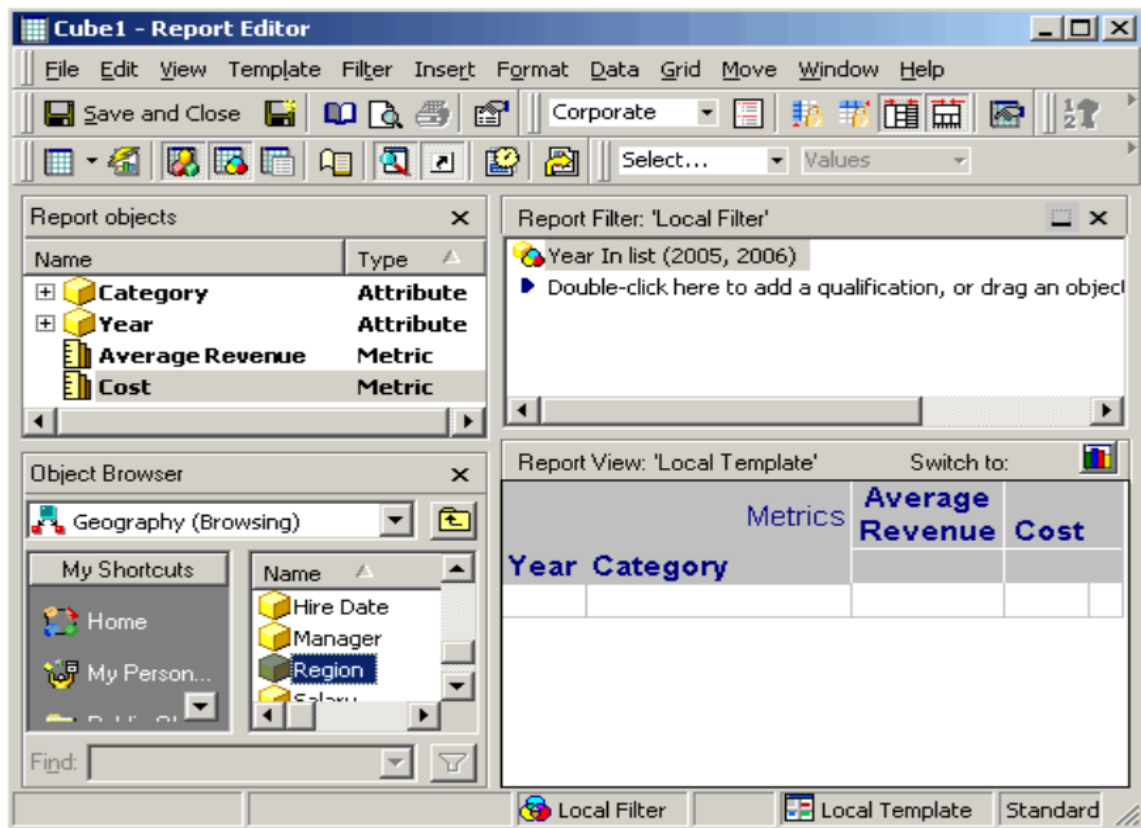 Cube1 - Report Editor
File Edit View Template Filter Insert Format Data Grid Move Window Help
Save and Close Corporate
Select... Values
Report objects
Name Type
Category Attribute
Year Attribute
Average Revenue Metric
Cost Metric
Report Filter: 'Local Filter'
Year In list (2005, 2006)
Double-click here to add a qualification, or drag an object
Object Browser
Geography (Browsing)
My Shortcuts
Home
My Person...
Name
Hire Date
Manager
Region
Salary
Find:
Report View: 'Local Template' Switch to:
Metrics Average Revenue Cost
Year Category
Local Filter Local Template Standard